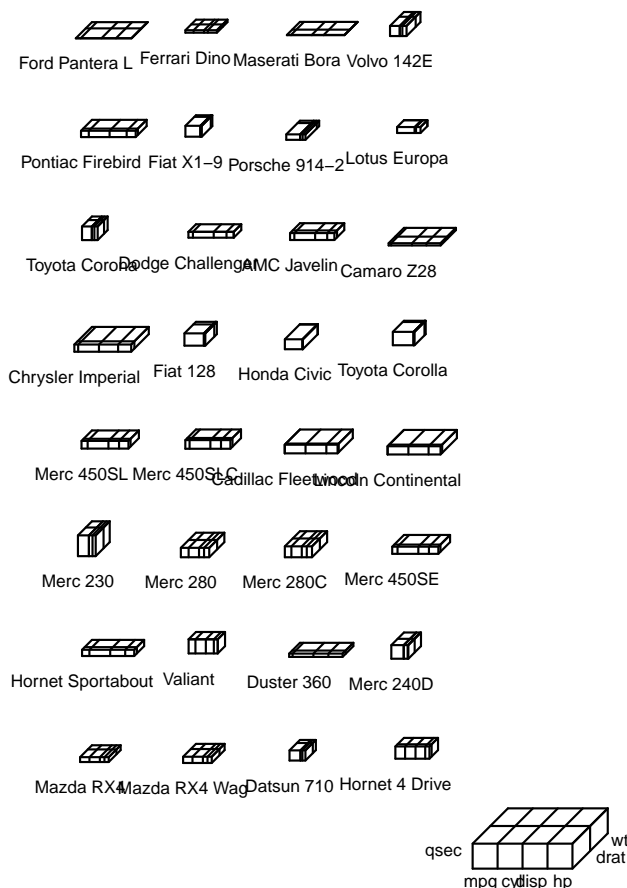 Ford Pantera L Ferrari Dino Maserati Bora Volvo 142E
Pontiac Firebird Fiat X1−9 Porsche 914−2 Lotus Europa
Toyota Corona Dodge Challenger AMC Javelin Camaro Z28
Chrysler Imperial Fiat 128 Honda Civic Toyota Corolla
Merc 450SL Merc 450SLC Cadillac Fleetwood Lincoln Continental
Merc 230 Merc 280 Merc 280C Merc 450SE
Hornet Sportabout Valiant Duster 360 Merc 240D
Mazda RX4 Mazda RX4 Wag Datsun 710 Hornet 4 Drive
qsec wt
drat
mpg cyl disp hp